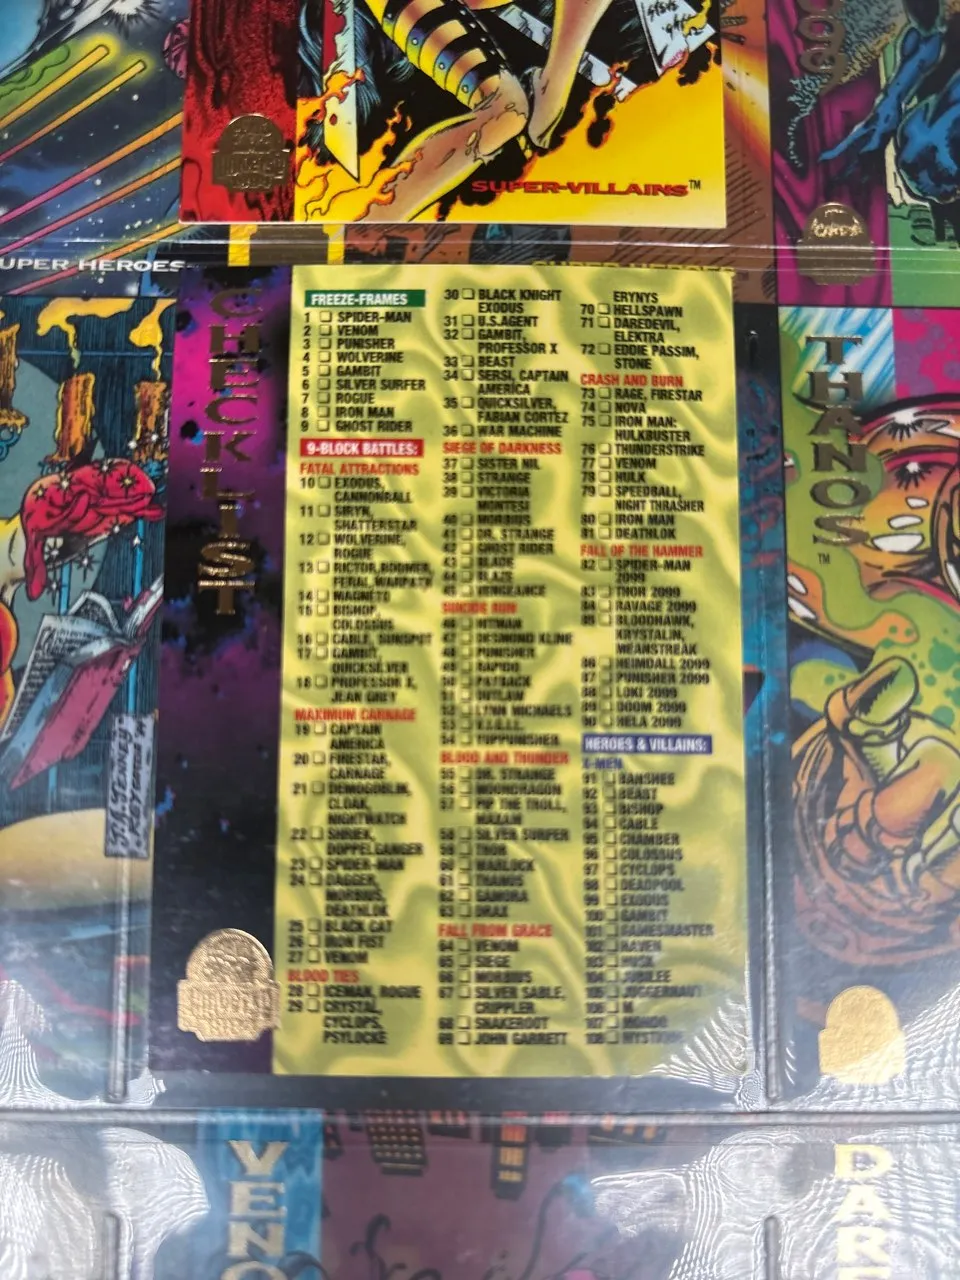 SUPER-VILLAINS™
UPER HEROES
CHECKLIST
FREEZE-FRAMES
1 SPIDER-MAN
2 VENOM
3 PUNISHER
4 WOLVERINE
5 GAMBIT
6 SILVER SURFER
7 ROGUE
8 IRON MAN
9 GHOST RIDER
9-BLOCK BATTLES:
FATAL ATTRACTIONS
10 EXODUS,
CANNONBALL
11 SIRYN,
SHATTERSTAR
12 WOLVERINE,
ROGUE
13 RICTOR, BOOMER,
FERAL, WARPATH
14 MAGNETO
15 BISHOP,
COLOSSUS
16 CABLE, SUNSPOT
17 GAMBIT,
QUICKSILVER
18 PROFESSOR X,
JEAN GREY
MAXIMUM CARNAGE
19 CAPTAIN
AMERICA
20 FIRESTAR,
CARNAGE
21 DEMOGOBLIN,
CLOAK,
NIGHTWATCH
22 SHRIEK,
DOPPELGANGER
23 SPIDER-MAN
24 DAGGER,
MORBIUS,
DEATHLOK
25 BLACK CAT
26 IRON FIST
27 VENOM
BLOOD TIES
28 ICEMAN, ROGUE
29 CRYSTAL,
CYCLOPS,
PSYLOCKE
30 BLACK KNIGHT
EXODUS
31 U.S.AGENT
32 GAMBIT,
PROFESSOR X
33 BEAST
34 SERSI, CAPTAIN
AMERICA
35 QUICKSILVER,
FABIAN CORTEZ
36 WAR MACHINE
SIEGE OF DARKNESS
37 SISTER NIL
38 STRANGE
39 VICTORIA
MONTESI
40 MORBIUS
41 DR. STRANGE
42 GHOST RIDER
43 BLADE
44 BLAZE
45 VENGEANCE
SUICIDE RUN
46 HITMAN
47 DESMOND KLINE
48 PUNISHER
49 RAPIDO
50 PAYBACK
51 OUTLAW
52 LYNN MICHAELS
53 V.I.G.I.L.
54 TUPPUNISHER
BLOOD AND THUNDER
55 DR. STRANGE
56 MOONDRAGON
57 PIP THE TROLL,
MAXAM
58 SILVER SURFER
59 THOR
60 WARLOCK
61 THANOS
62 GAMORA
63 DRAX
FALL FROM GRACE
64 VENOM
65 SIEGE
66 MORBIUS
67 SILVER SABLE,
CRIPPLER
68 SNAKEROOT
69 JOHN GARRETT
ERYNYS
70 HELLSPAWN
71 DAREDEVIL,
ELEKTRA
72 EDDIE PASSIM,
STONE
CRASH AND BURN
73 RAGE, FIRESTAR
74 NOVA
75 IRON MAN:
HULKBUSTER
76 THUNDERSTRIKE
77 VENOM
78 HULK
79 SPEEDBALL,
NIGHT THRASHER
80 IRON MAN
81 DEATHLOK
FALL OF THE HAMMER
82 SPIDER-MAN
2099
83 THOR 2099
84 RAVAGE 2099
85 BLOODHAWK,
KRYSTALIN,
MEANSTREAK
86 HEIMDALL 2099
87 PUNISHER 2099
88 LOKI 2099
89 DOOM 2099
90 HELA 2099
HEROES & VILLAINS:
X-MEN
91 BANSHEE
92 BEAST
93 BISHOP
94 CABLE
95 CHAMBER
96 COLOSSUS
97 CYCLOPS
98 DEADPOOL
99 EXODUS
100 GAMBIT
101 GAMESMASTER
102 HAVEN
103 HUSK
104 JUBILEE
105 JUGGERNAUT
106 M
107 MONDO
108
THANOS™
VENO
DAR